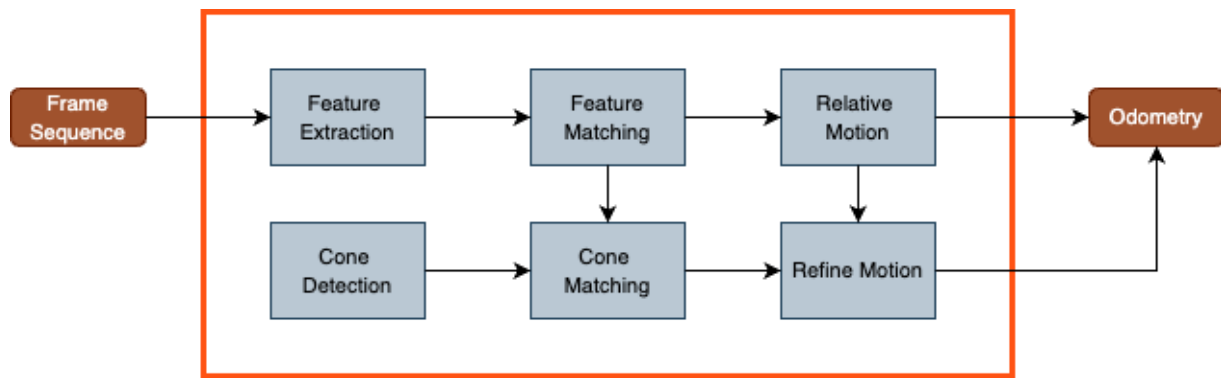 Frame
Sequence
Feature
Extraction
Feature
Matching
Relative
Motion
Odometry
Cone
Detection
Cone
Matching
Refine Motion